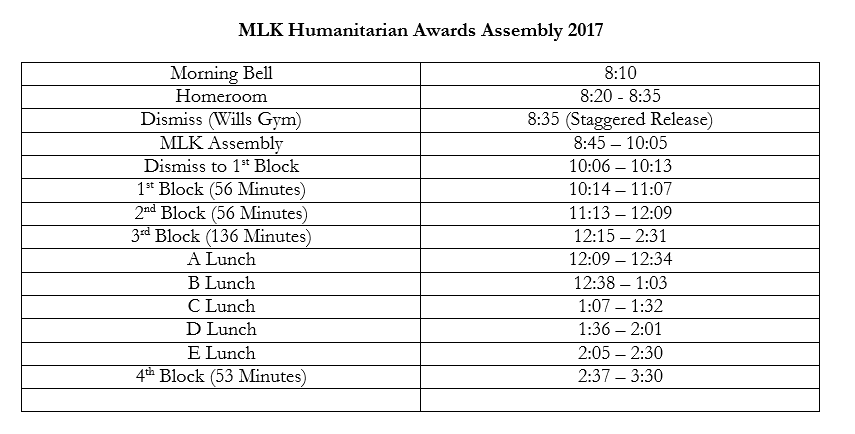 MLK Humanitarian Awards Assembly 2017
Morning Bell 8:10
Homeroom 8:20 - 8:35
Dismiss (Wills Gym) 8:35 (Staggered Release)
MLK Assembly 8:45 – 10:05
Dismiss to 1st Block 10:06 – 10:13
1st Block (56 Minutes) 10:14 – 11:07
2nd Block (56 Minutes) 11:13 – 12:09
3rd Block (136 Minutes) 12:15 – 2:31
A Lunch 12:09 – 12:34
B Lunch 12:38 – 1:03
C Lunch 1:07 – 1:32
D Lunch 1:36 – 2:01
E Lunch 2:05 – 2:30
4th Block (53 Minutes) 2:37 – 3:30